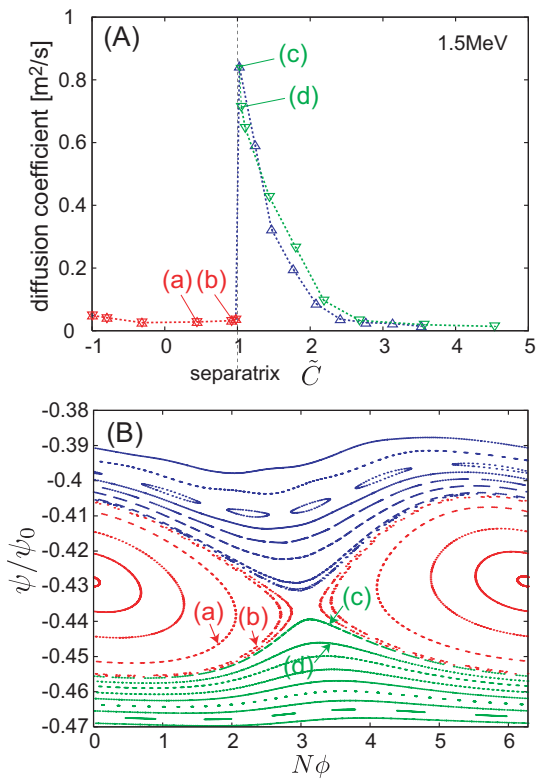 (A)
1.5MeV
diffusion coefficient [m²/s]
1
0.8
0.6
0.4
0.2
0
(c)
(d)
(a) (b)
-1 0 1 2 3 4 5
separatrix C̃
(B)
ψ/ψ₀
-0.38
-0.39
-0.4
-0.41
-0.42
-0.43
-0.44
-0.45
-0.46
-0.47
(a)
(b)
(c)
(d)
0 1 2 3 4 5 6
Nϕ